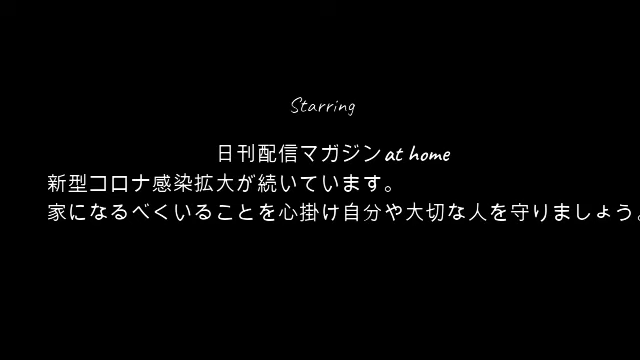 Starring
日刊配信マガジンat home
新型コロナ感染拡大が続いています。
家になるべくいることを心掛け自分や大切な人を守りましょう。